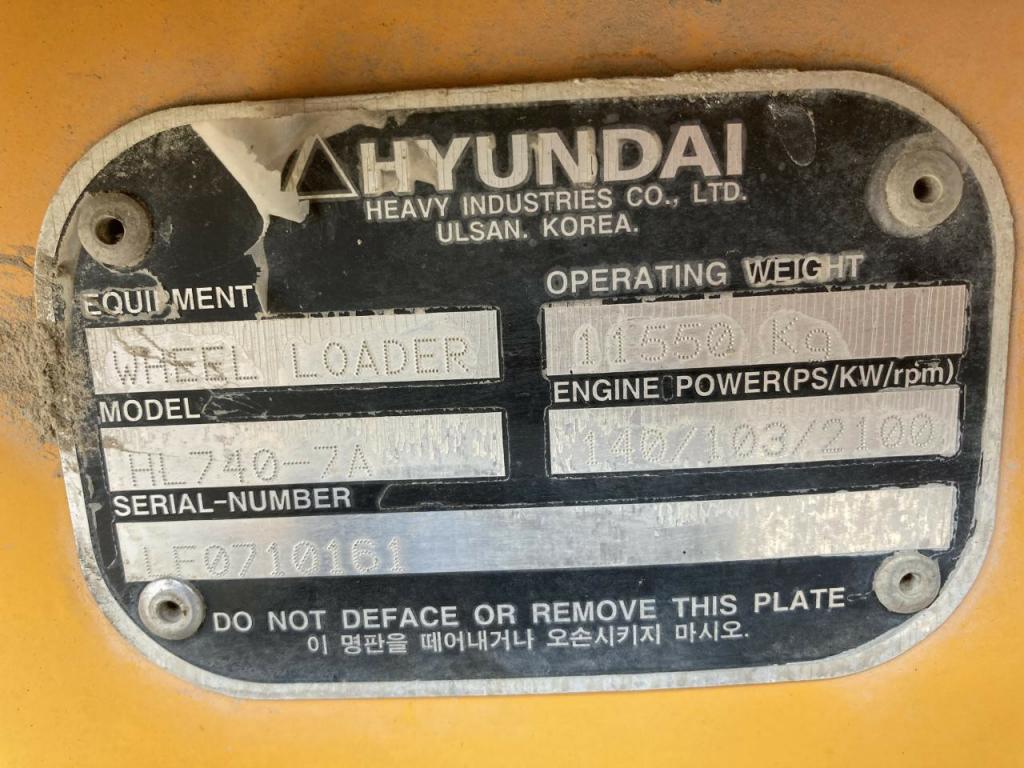 HYUNDAI
HEAVY INDUSTRIES CO., LTD.
ULSAN. KOREA.
EQUIPMENT
WHEEL LOADER
OPERATING WEIGHT
11550 Kg
MODEL
HL740-7A
ENGINE POWER(PS/KW/rpm)
140/103/2100
SERIAL-NUMBER
LF0710161
DO NOT DEFACE OR REMOVE THIS PLATE
이 명판을 떼어내거나 오손시키지 마시오.